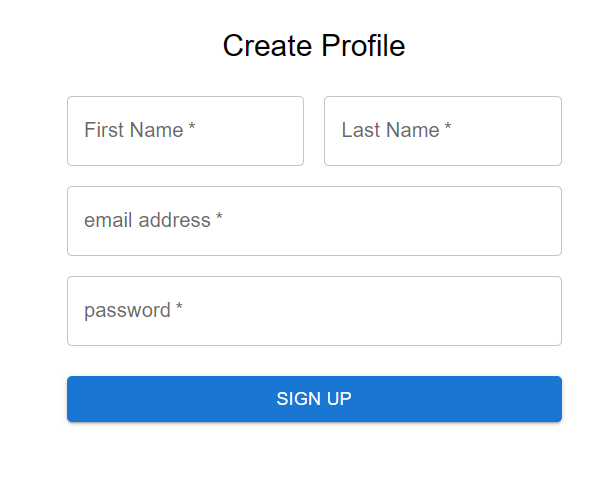 Create Profile
First Name *
Last Name *
email address *
password *
SIGN UP